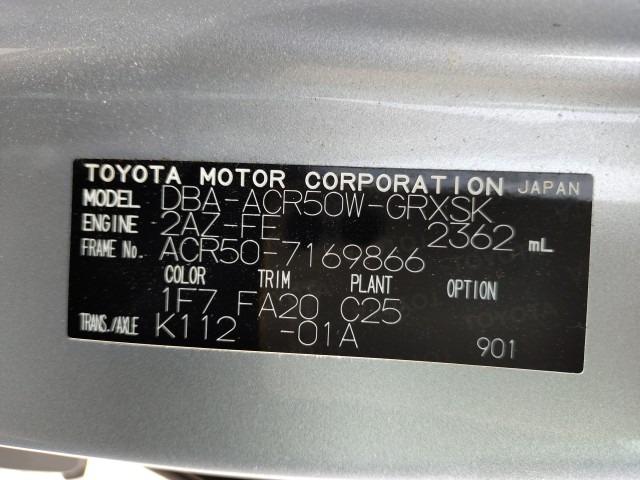 TOYOTA MOTOR CORPORATION JAPAN
MODEL DBA-ACR50W-GRXSK
ENGINE 2AZ-FE 2362 mL
FRAME No. ACR50-7169866
COLOR TRIM PLANT OPTION
1F7 FA20 C25
TRANS./AXLE K112 -01A
901